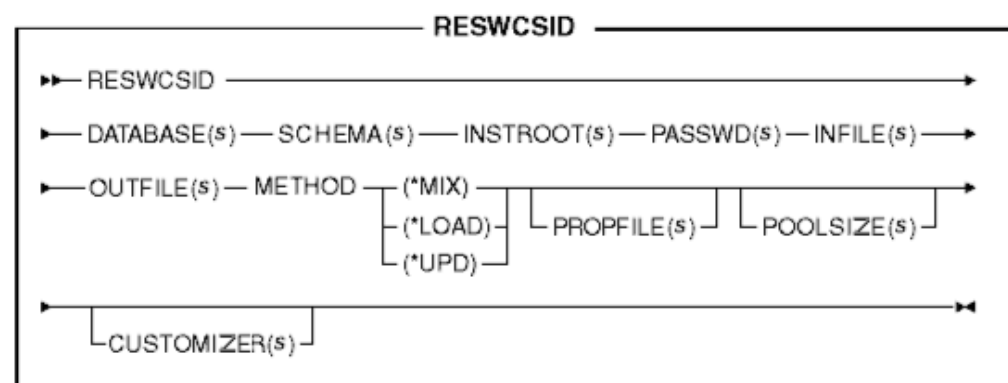 RESWCSID
RESWCSID
DATABASE(s) SCHEMA(s) INSTROOT(s) PASSWD(s) INFILE(s)
OUTFILE(s) METHOD (*MIX) PROPFILE(s) POOLSIZE(s)
(*LOAD)
(*UPD)
CUSTOMIZER(s)